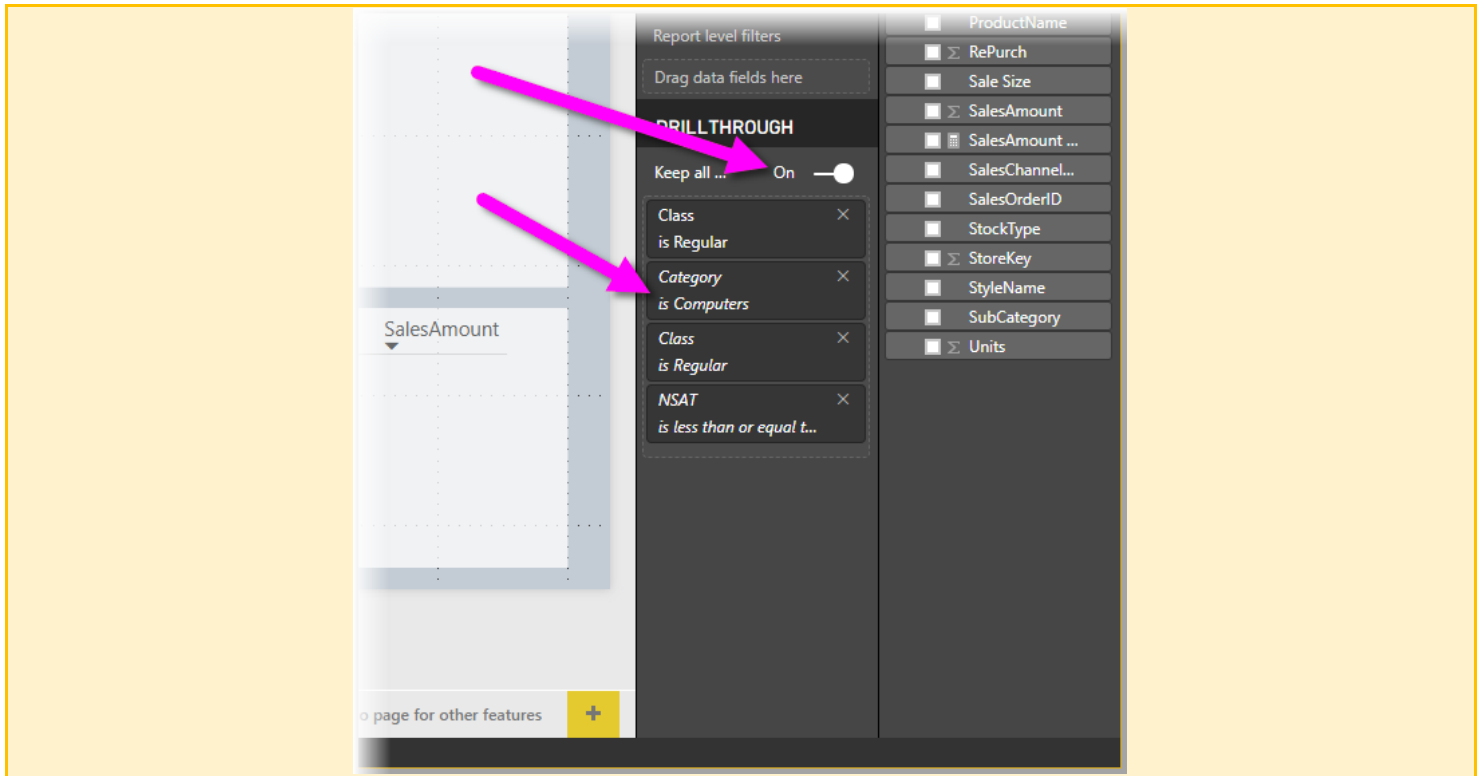 Report level filters
Drag data fields here
DRILLTHROUGH
Keep all ... On
Class
is Regular
Category
is Computers
Class
is Regular
NSAT
is less than or equal t...
ProductName
RePurch
Sale Size
SalesAmount
SalesAmount ...
SalesChannel...
SalesOrderID
StockType
StoreKey
StyleName
SubCategory
Units
SalesAmount
page for other features